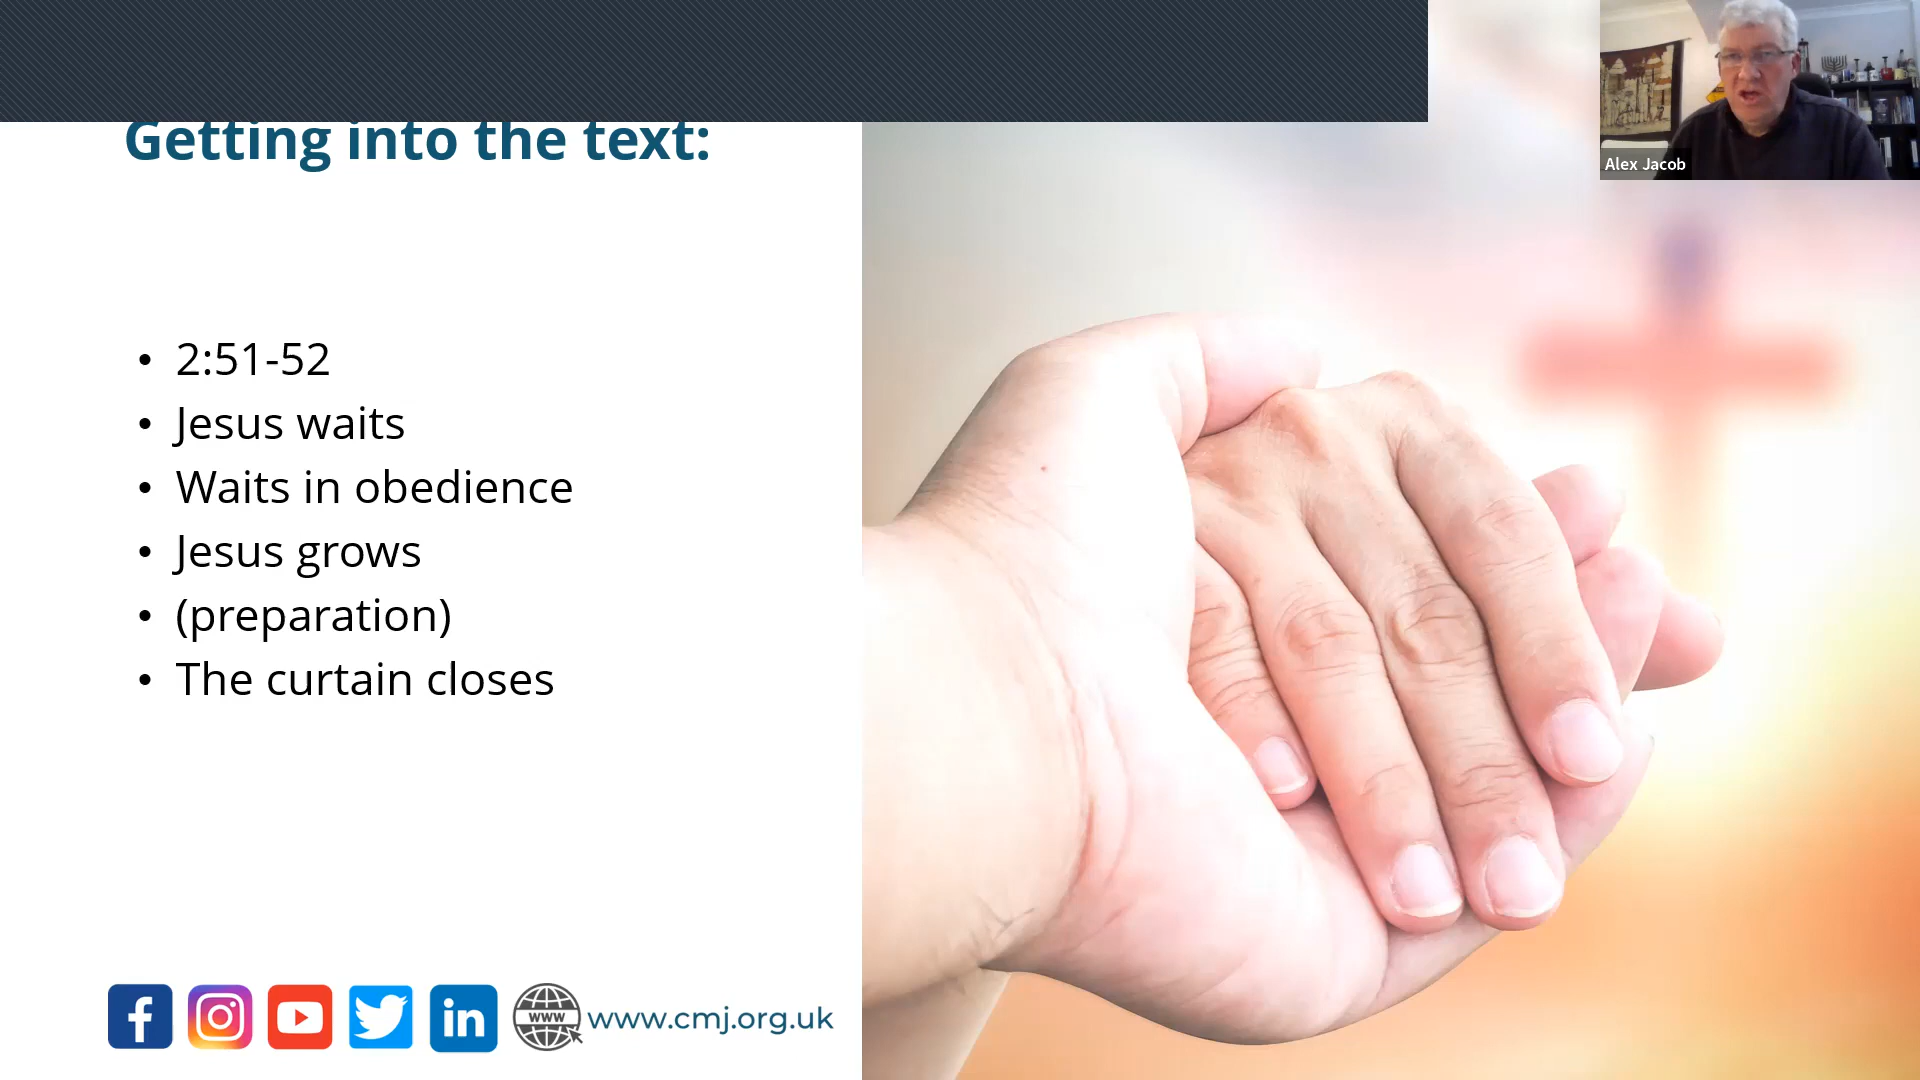 Getting into the text:
Alex Jacob
• 2:51-52
• Jesus waits
• Waits in obedience
• Jesus grows
• (preparation)
• The curtain closes
www
www.cmj.org.uk